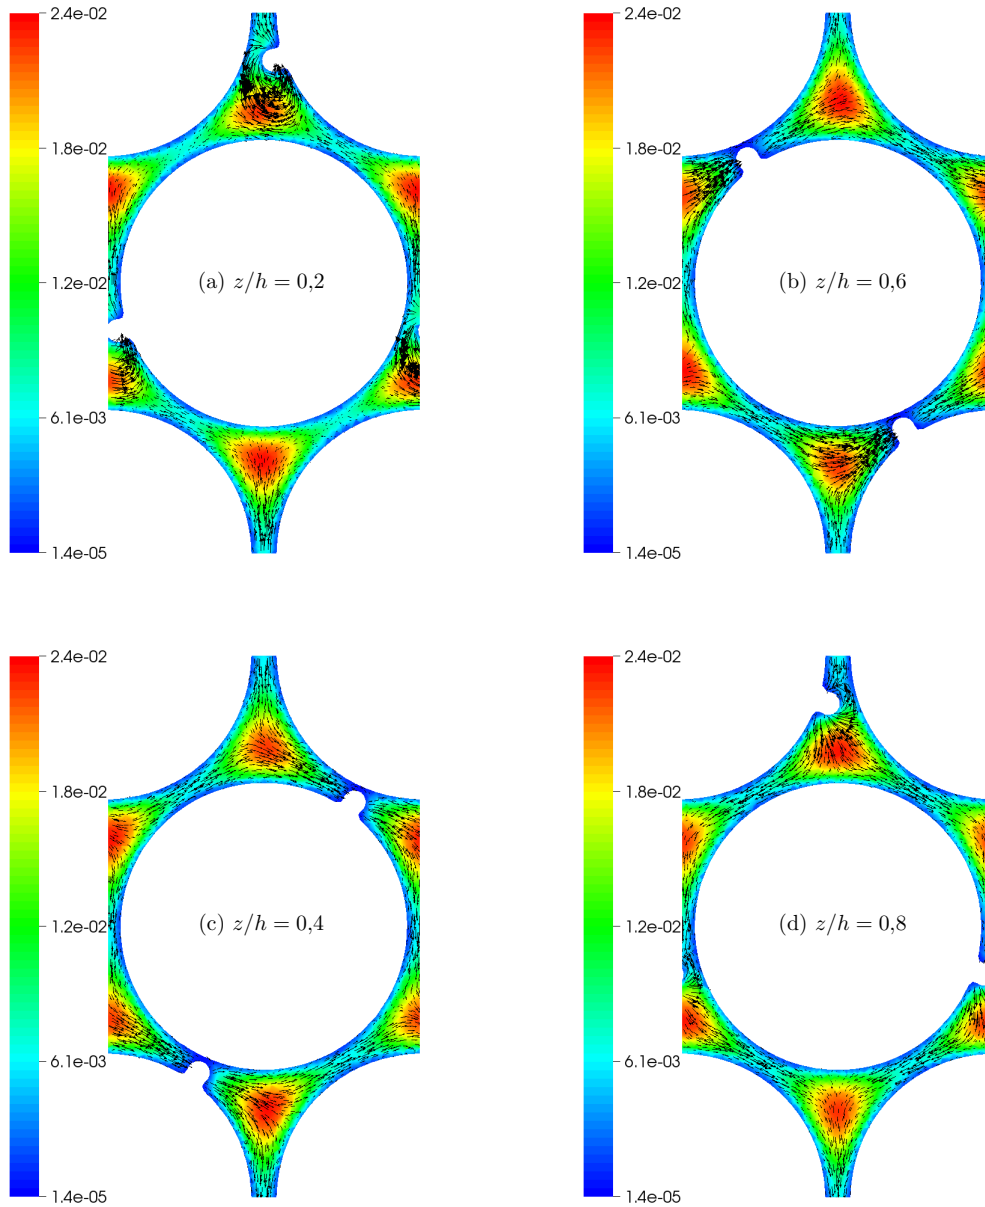 2.4e-02
1.8e-02
1.2e-02
6.1e-03
1.4e-05
(a) z/h = 0,2
2.4e-02
1.8e-02
1.2e-02
6.1e-03
1.4e-05
(b) z/h = 0,6
2.4e-02
1.8e-02
1.2e-02
6.1e-03
1.4e-05
(c) z/h = 0,4
2.4e-02
1.8e-02
1.2e-02
6.1e-03
1.4e-05
(d) z/h = 0,8